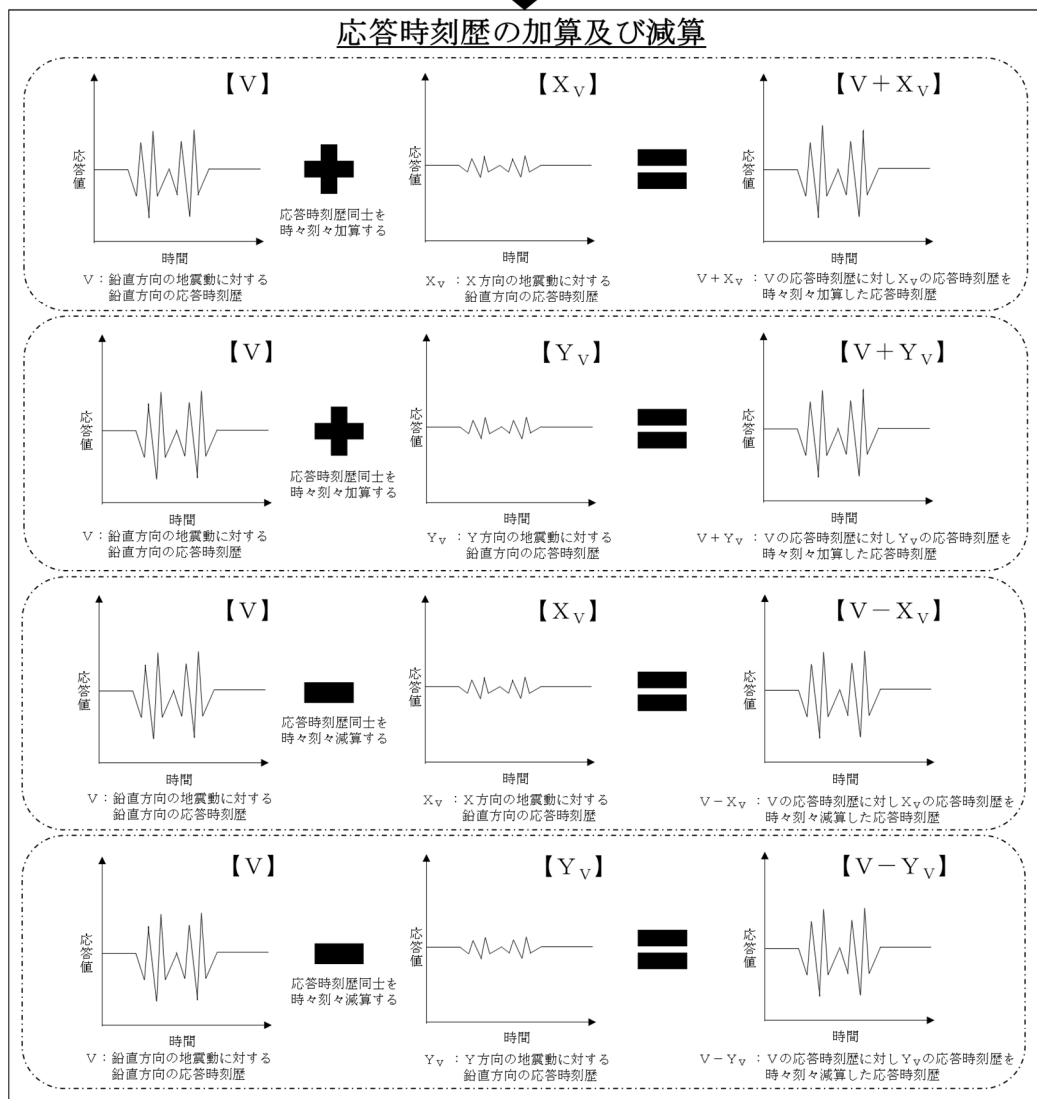 応答時刻歴の加算及び減算
【V】
【X_V】
【V+X_V】
応答値
応答値
応答値
応答時刻歴同士を
時々刻々加算する
時間
時間
時間
V：鉛直方向の地震動に対する
鉛直方向の応答時刻歴
X_V：X方向の地震動に対する
鉛直方向の応答時刻歴
V+X_V：Vの応答時刻歴に対しX_Vの応答時刻歴を
時々刻々加算した応答時刻歴
【V】
【Y_V】
【V+Y_V】
応答値
応答値
応答値
応答時刻歴同士を
時々刻々加算する
時間
時間
時間
V：鉛直方向の地震動に対する
鉛直方向の応答時刻歴
Y_V：Y方向の地震動に対する
鉛直方向の応答時刻歴
V+Y_V：Vの応答時刻歴に対しY_Vの応答時刻歴を
時々刻々加算した応答時刻歴
【V】
【X_V】
【V－X_V】
応答値
応答値
応答値
応答時刻歴同士を
時々刻々減算する
時間
時間
時間
V：鉛直方向の地震動に対する
鉛直方向の応答時刻歴
X_V：X方向の地震動に対する
鉛直方向の応答時刻歴
V－X_V：Vの応答時刻歴に対しX_Vの応答時刻歴を
時々刻々減算した応答時刻歴
【V】
【Y_V】
【V－Y_V】
応答値
応答値
応答値
応答時刻歴同士を
時々刻々減算する
時間
時間
時間
V：鉛直方向の地震動に対する
鉛直方向の応答時刻歴
Y_V：Y方向の地震動に対する
鉛直方向の応答時刻歴
V－Y_V：Vの応答時刻歴に対しY_Vの応答時刻歴を
時々刻々減算した応答時刻歴